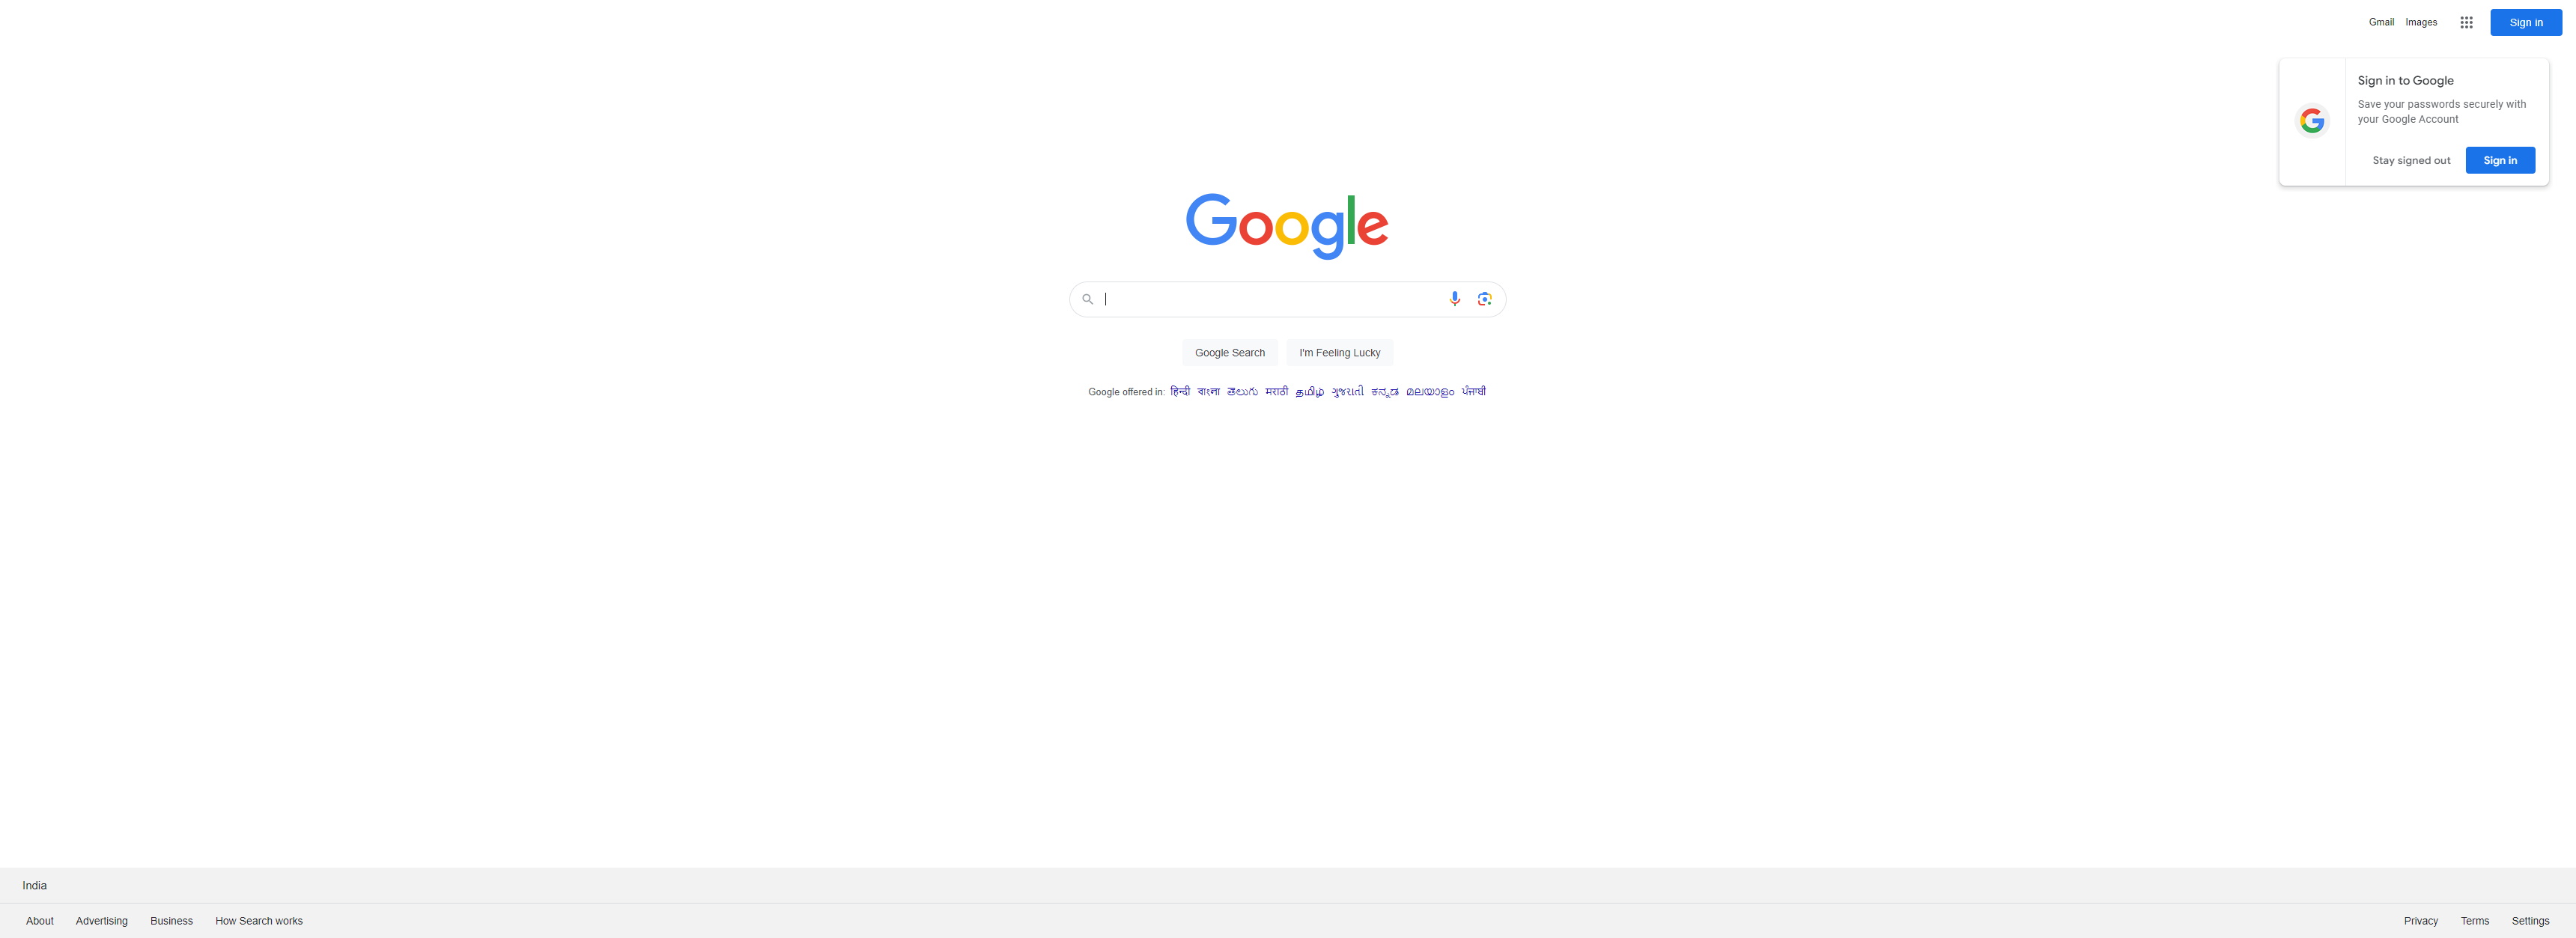 Gmail Images Sign in
Sign in to Google
Save your passwords securely with
your Google Account
Stay signed out Sign in
Google
Google Search I'm Feeling Lucky
Google offered in: हिन्दी বাংলা తెలుగు मराठी தமிழ் ગુજરાતી ಕನ್ನಡ മലയാളം ਪੰਜਾਬੀ
India
About Advertising Business How Search works Privacy Terms Settings